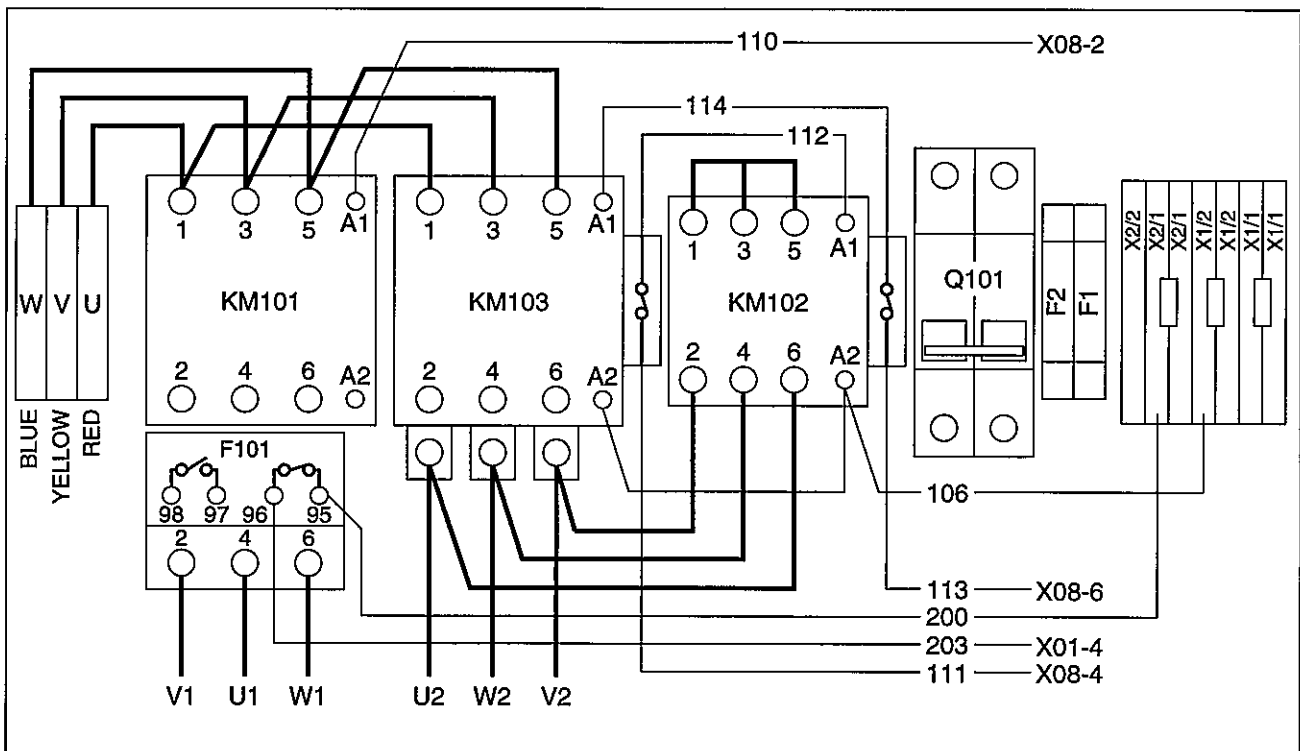 110 X08-2
114
112
1 3 5 A1
1 3 5 A1
1 3 5 A1
W V U
KM101
KM103
KM102
Q101
F2 F1
X2/2 X2/1 X2/1 X1/2 X1/2 X1/1 X1/1
2 4 6 A2
2 4 6 A2
2 4 6 A2
BLUE
YELLOW
RED
F101
98 97 96 95
2 4 6
106
113 X08-6
200
203 X01-4
111 X08-4
V1 U1 W1 U2 W2 V2